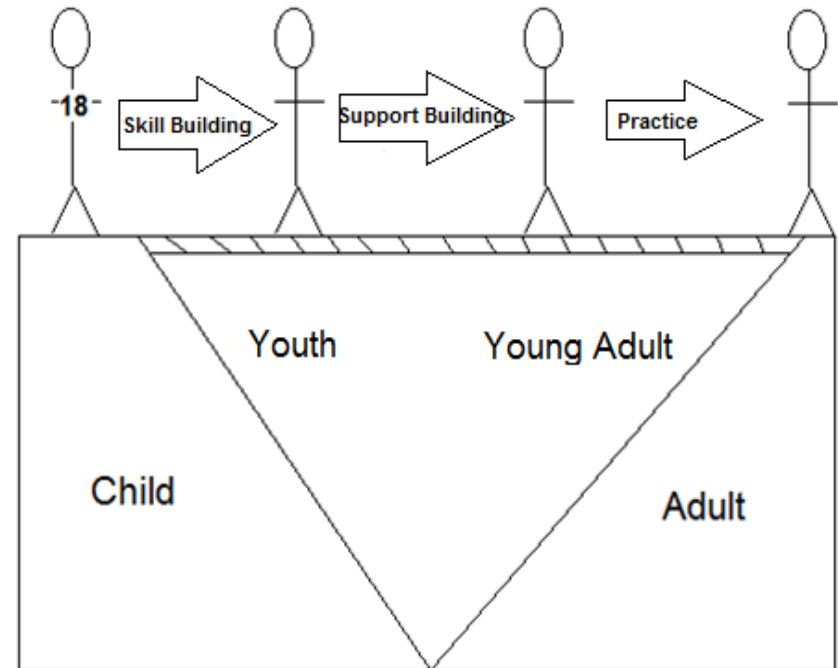 18
Skill Building
Support Building
Practice
Youth
Young Adult
Child
Adult